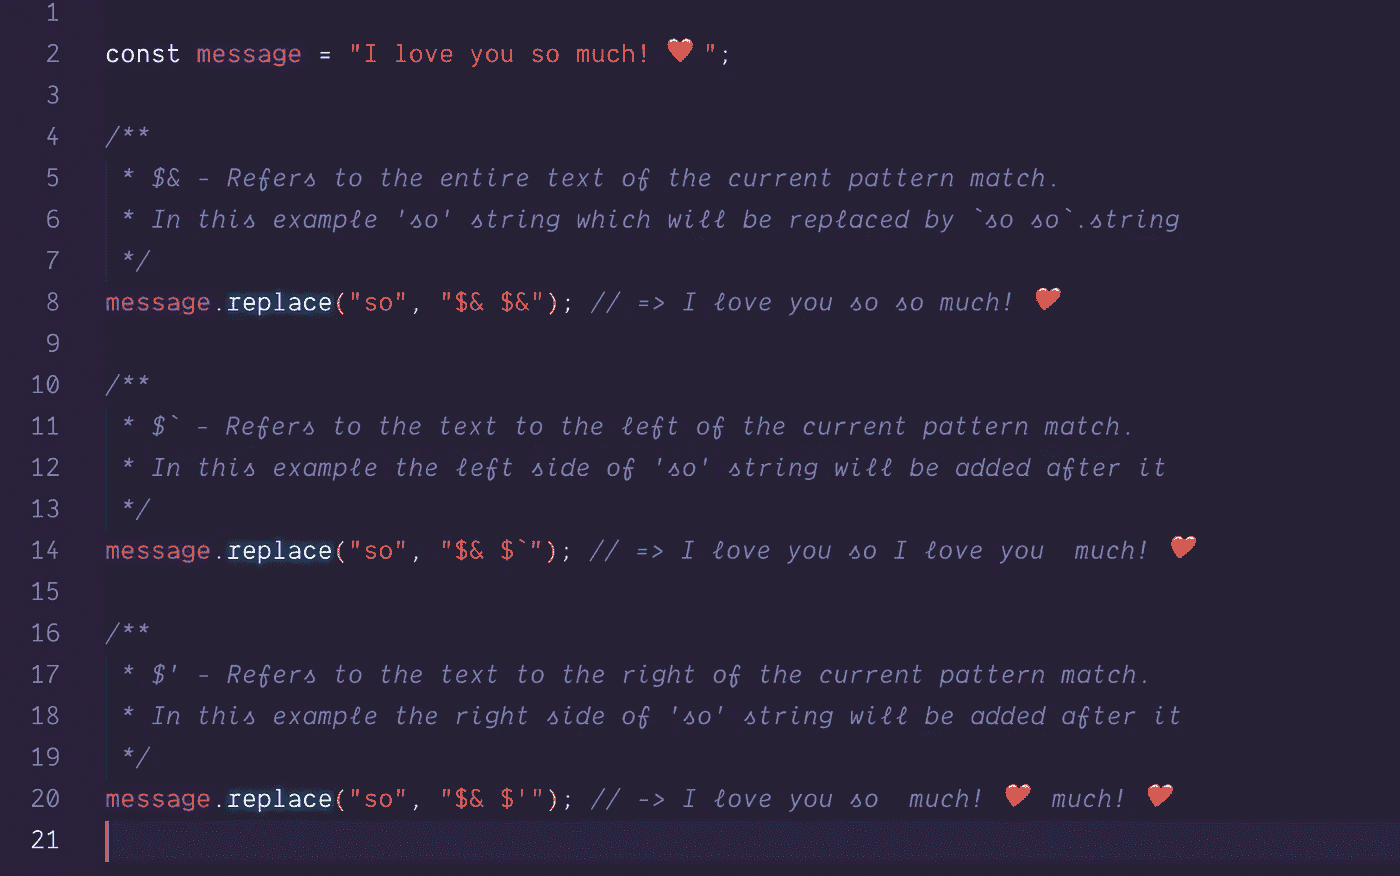 1
2 const message = "I love you so much! ❤ ";
3
4 /**
5 * $& - Refers to the entire text of the current pattern match.
6 * In this example 'so' string which will be replaced by `so so`.string
7 */
8 message.replace("so", "$& $&"); // => I love you so so much! ❤
9
10 /**
11 * $` - Refers to the text to the left of the current pattern match.
12 * In this example the left side of 'so' string will be added after it
13 */
14 message.replace("so", "$& $`"); // => I love you so I love you  much! ❤
15
16 /**
17 * $' - Refers to the text to the right of the current pattern match.
18 * In this example the right side of 'so' string will be added after it
19 */
20 message.replace("so", "$& $'"); // -> I love you so  much! ❤ much! ❤
21